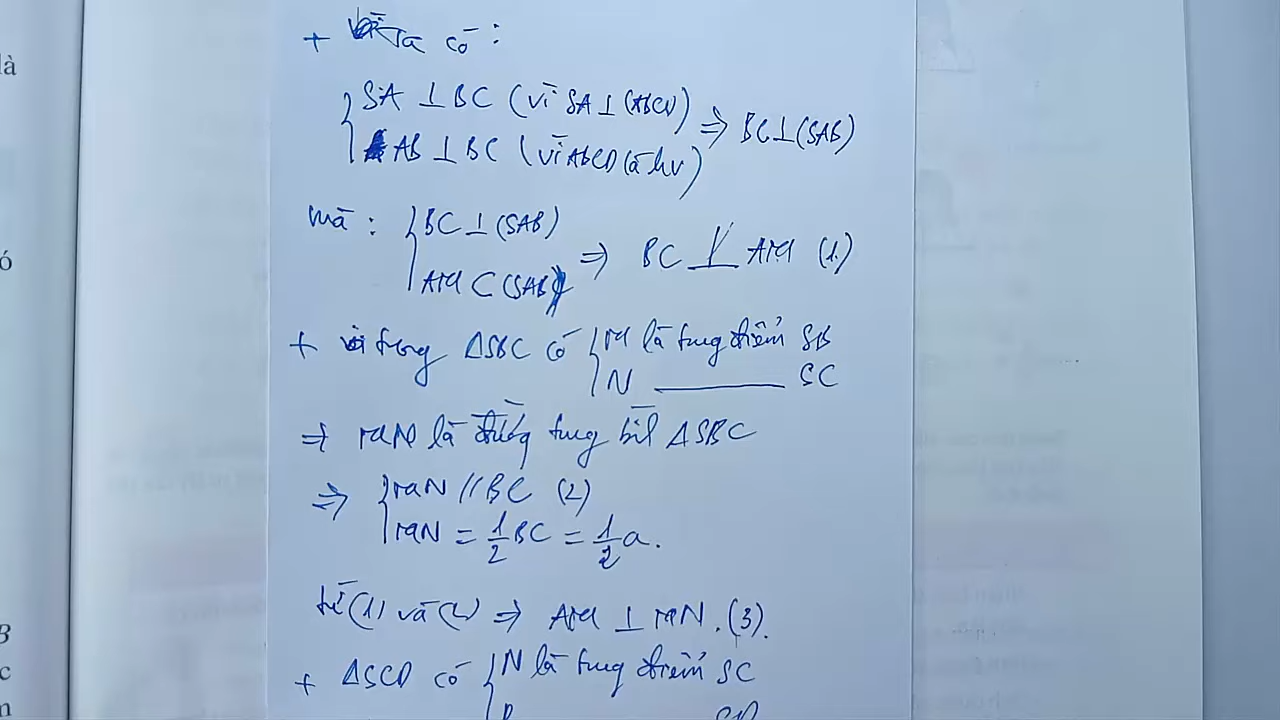 là
ó
B
c
m
+ Ta có:
SA ⊥ BC (vì SA ⊥ (ABCD)
AB ⊥ BC (vì ABCD là hv) ⇒ BC ⊥ (SAB)
mà: { BC ⊥ (SAB)
AM ⊂ (SAB) ⇒ BC ⊥ AM (1)
+ trong ΔSBC có { M là trung điểm SB
N ———— SC
⇒ MN là đường trung bình ΔSBC
⇒ { MN // BC (2)
MN = 1/2 BC = 1/2 a.
từ (1) và (2) ⇒ AM ⊥ MN. (3).
+ ΔSCD có { N là trung điểm SC